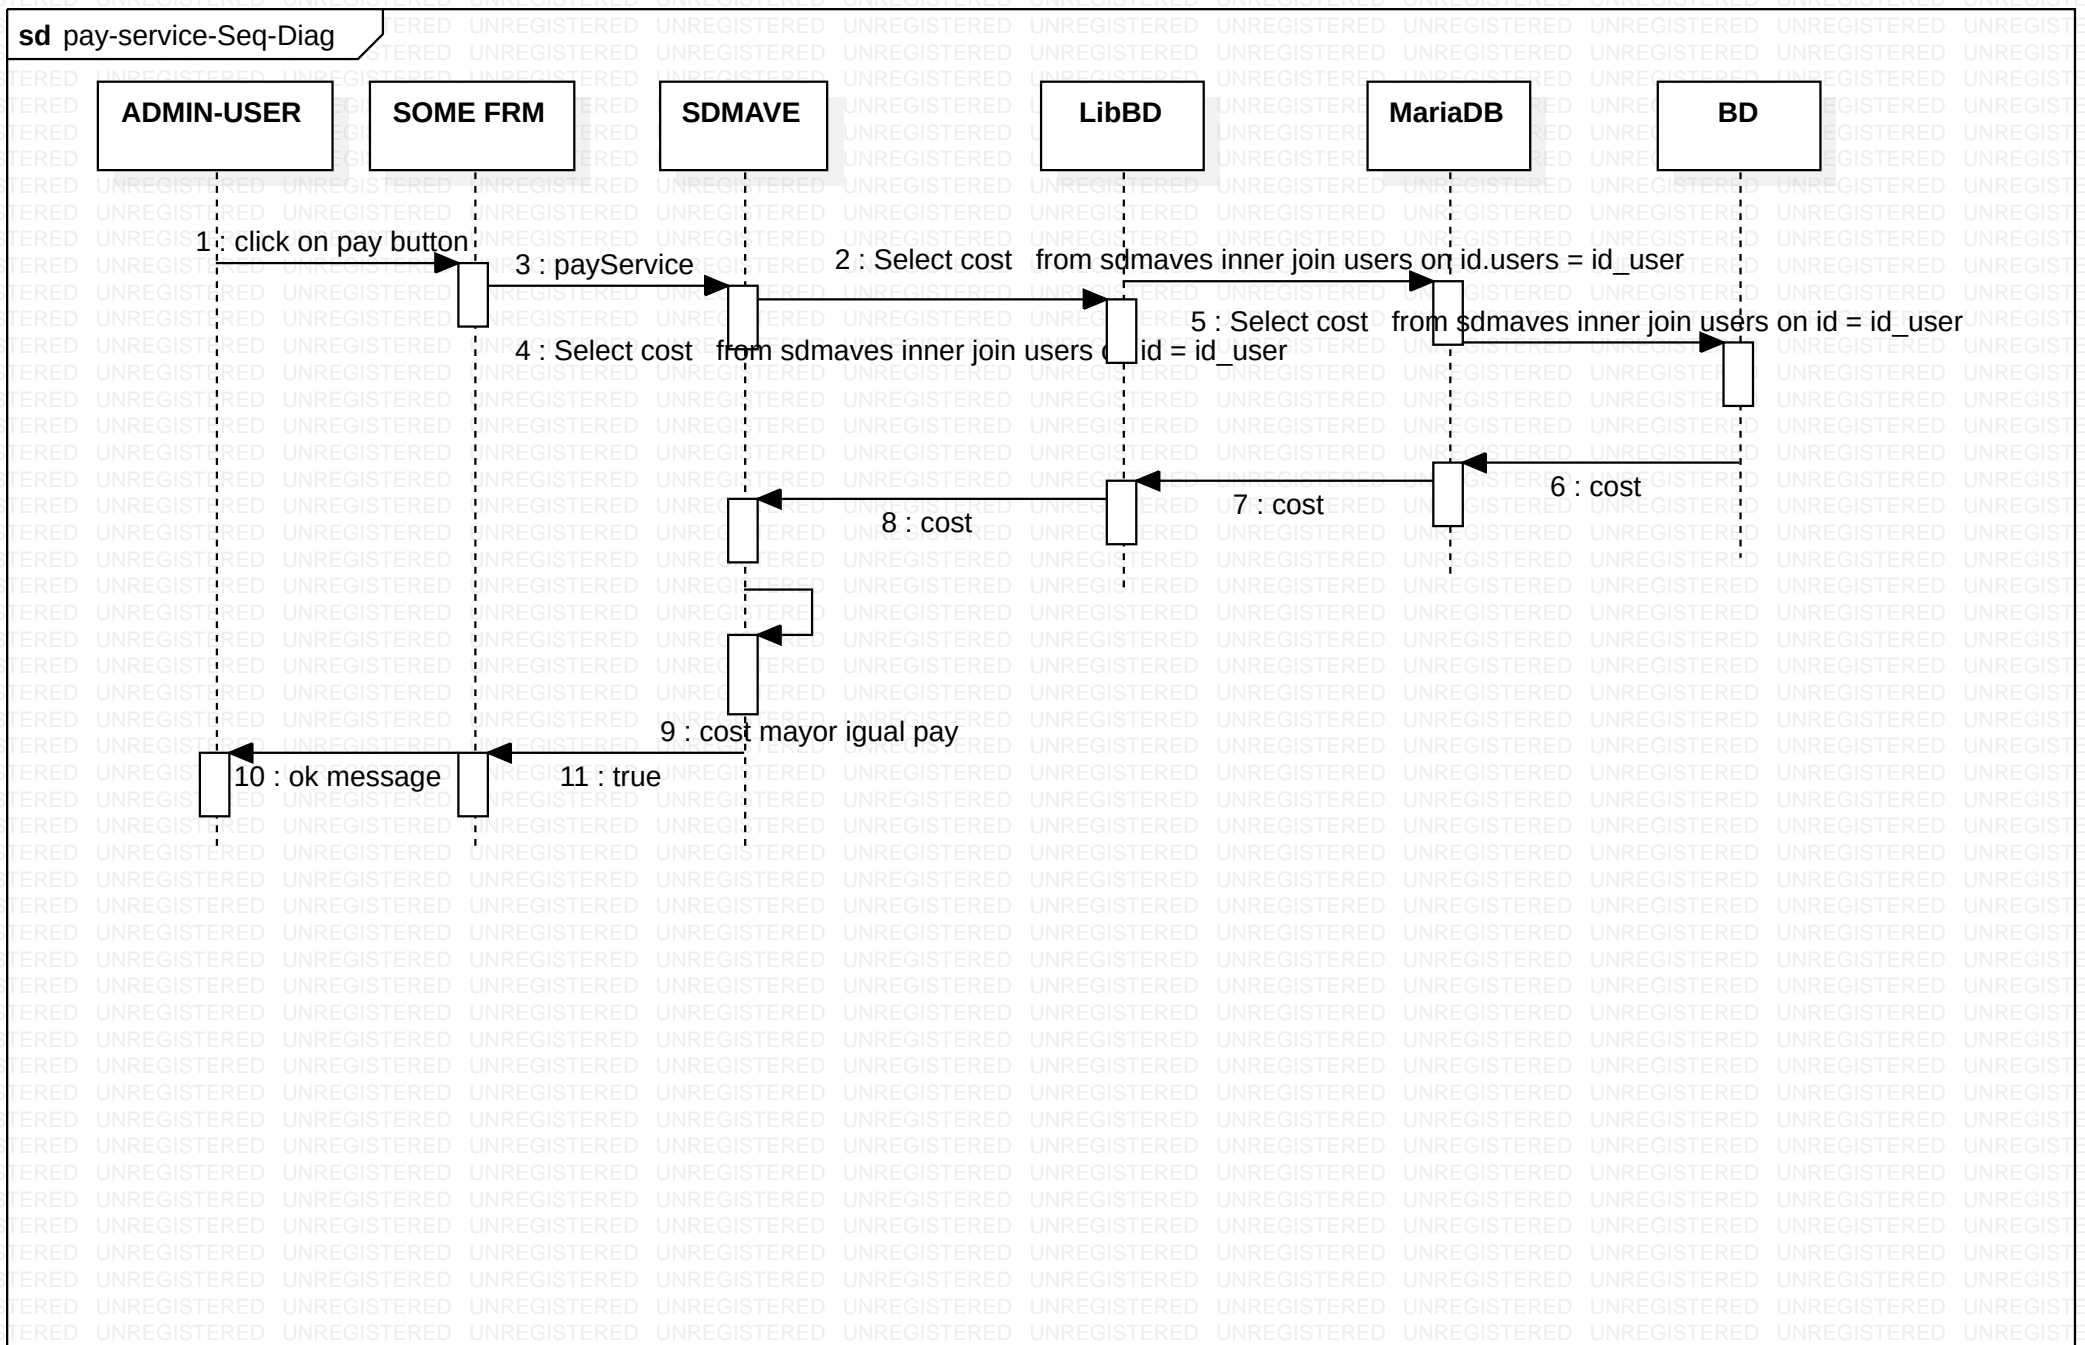 sd pay-service-Seq-Diag
ADMIN-USER
SOME FRM
SDMAVE
LibBD
MariaDB
BD
1 : click on pay button
3 : payService
2 : Select cost   from sdmaves inner join users on id.users = id_user
5 : Select cost   from sdmaves inner join users on id = id_user
4 : Select cost   from sdmaves inner join users id = id_user
6 : cost
7 : cost
8 : cost
9 : cost mayor igual pay
10 : ok message
11 : true
UNREGISTERED